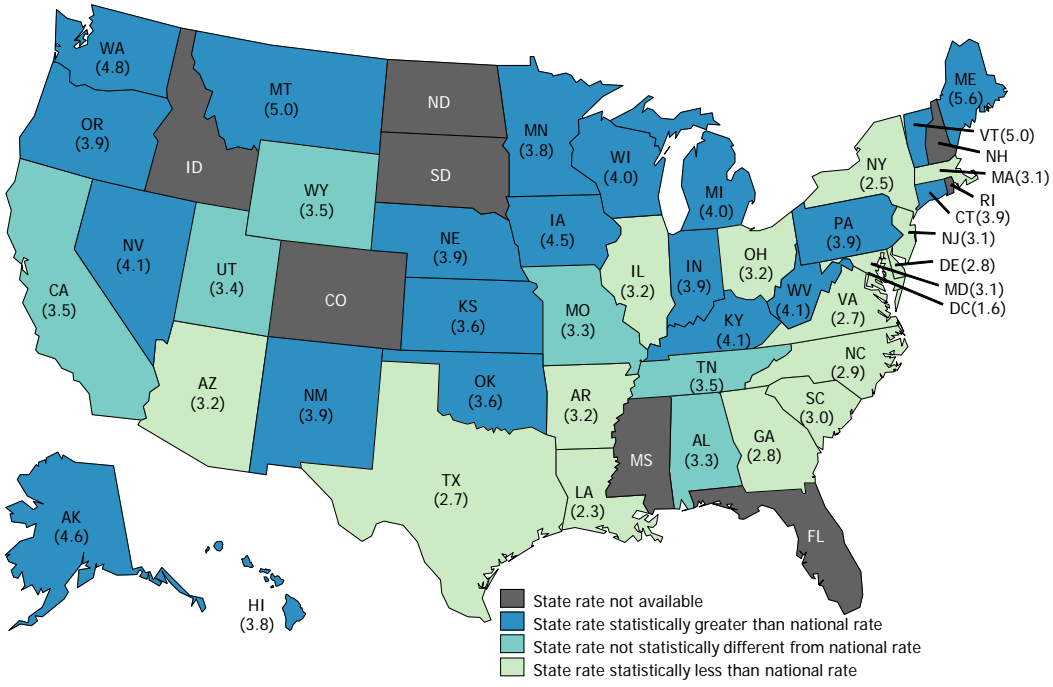 WA
(4.8)
OR
(3.9)
CA
(3.5)
NV
(4.1)
ID
MT
(5.0)
WY
(3.5)
UT
(3.4)
AZ
(3.2)
CO
NM
(3.9)
ND
SD
NE
(3.9)
KS
(3.6)
OK
(3.6)
TX
(2.7)
MN
(3.8)
IA
(4.5)
MO
(3.3)
AR
(3.2)
LA
(2.3)
WI
(4.0)
IL
(3.2)
MI
(4.0)
IN
(3.9)
OH
(3.2)
KY
(4.1)
TN
(3.5)
MS
AL
(3.3)
GA
(2.8)
FL
SC
(3.0)
NC
(2.9)
VA
(2.7)
WV
(4.1)
PA
(3.9)
NY
(2.5)
ME
(5.6)
VT(5.0)
NH
MA(3.1)
RI
CT(3.9)
NJ(3.1)
DE(2.8)
MD(3.1)
DC(1.6)
AK
(4.6)
HI
(3.8)
State rate not available
State rate statistically greater than national rate
State rate not statistically different from national rate
State rate statistically less than national rate